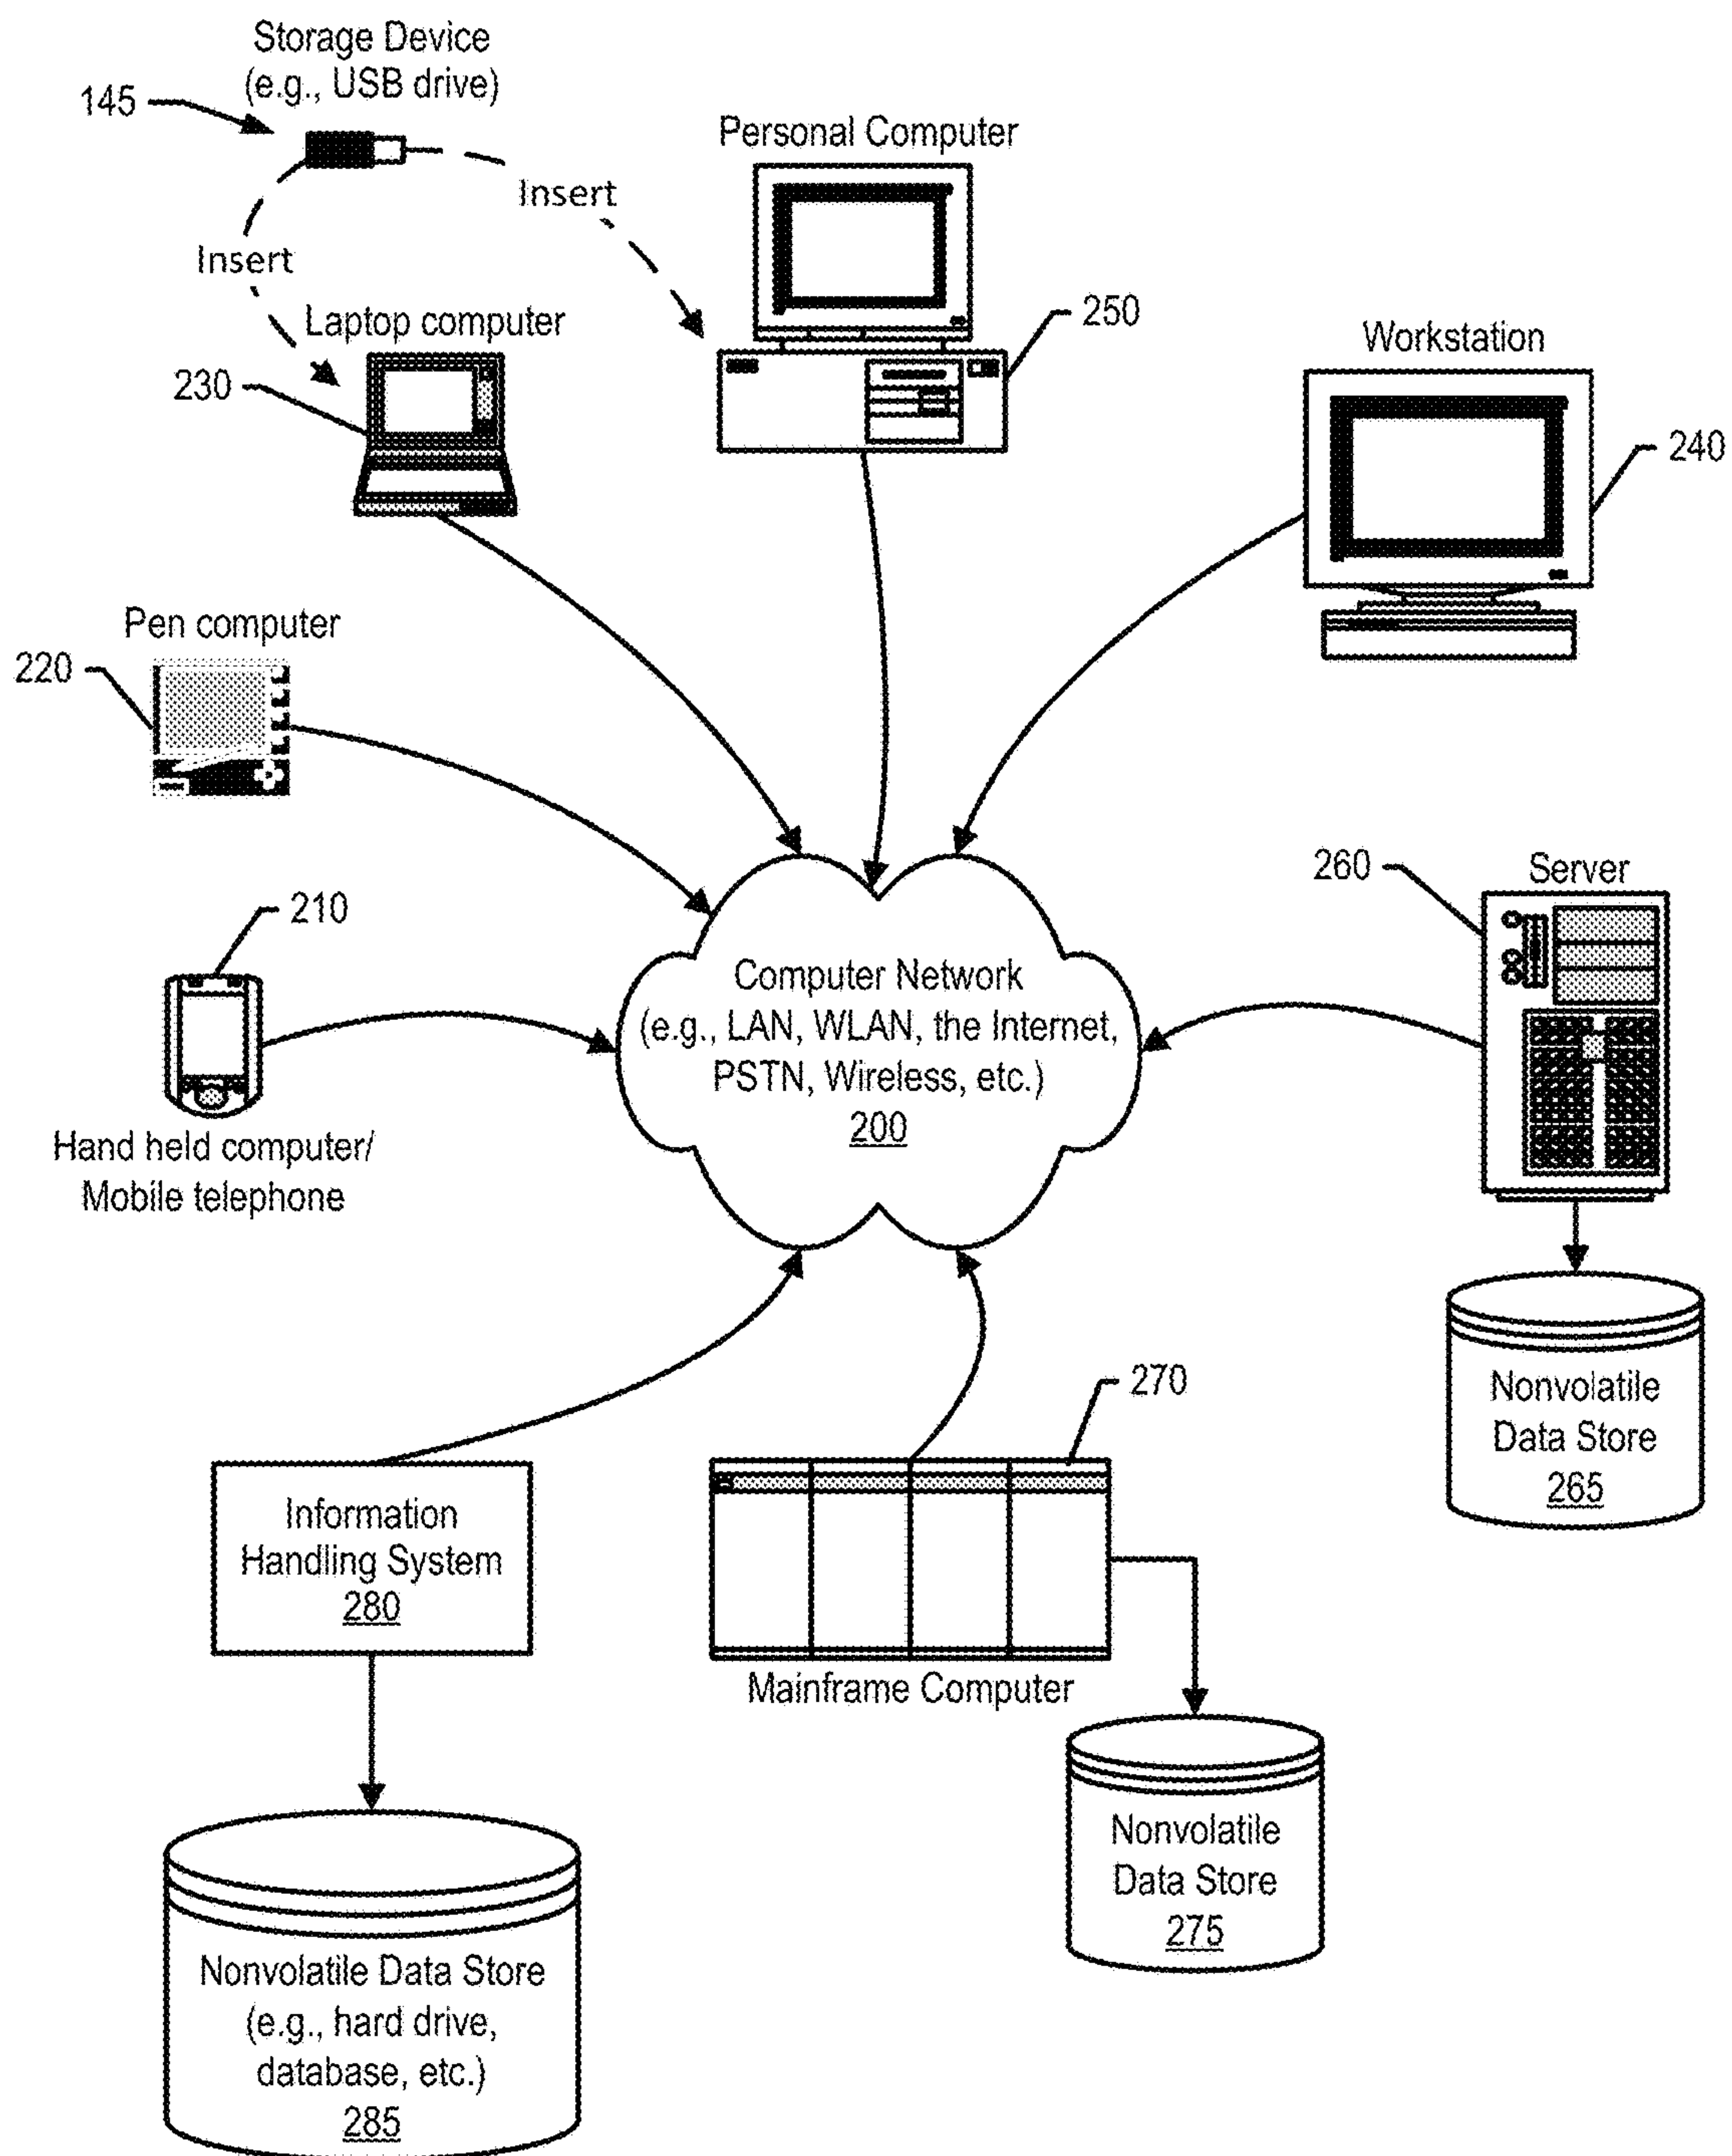 Storage Device
(e.g., USB drive)
145
Personal Computer
Insert
Insert
Laptop computer
250
Workstation
230
240
Pen computer
220
260
Server
210
Computer Network
(e.g., LAN, WLAN, the Internet,
PSTN, Wireless, etc.)
200
Hand held computer/
Mobile telephone
270
Nonvolatile
Data Store
265
Information
Handling System
280
Mainframe Computer
Nonvolatile
Data Store
275
Nonvolatile Data Store
(e.g., hard drive,
database, etc.)
285